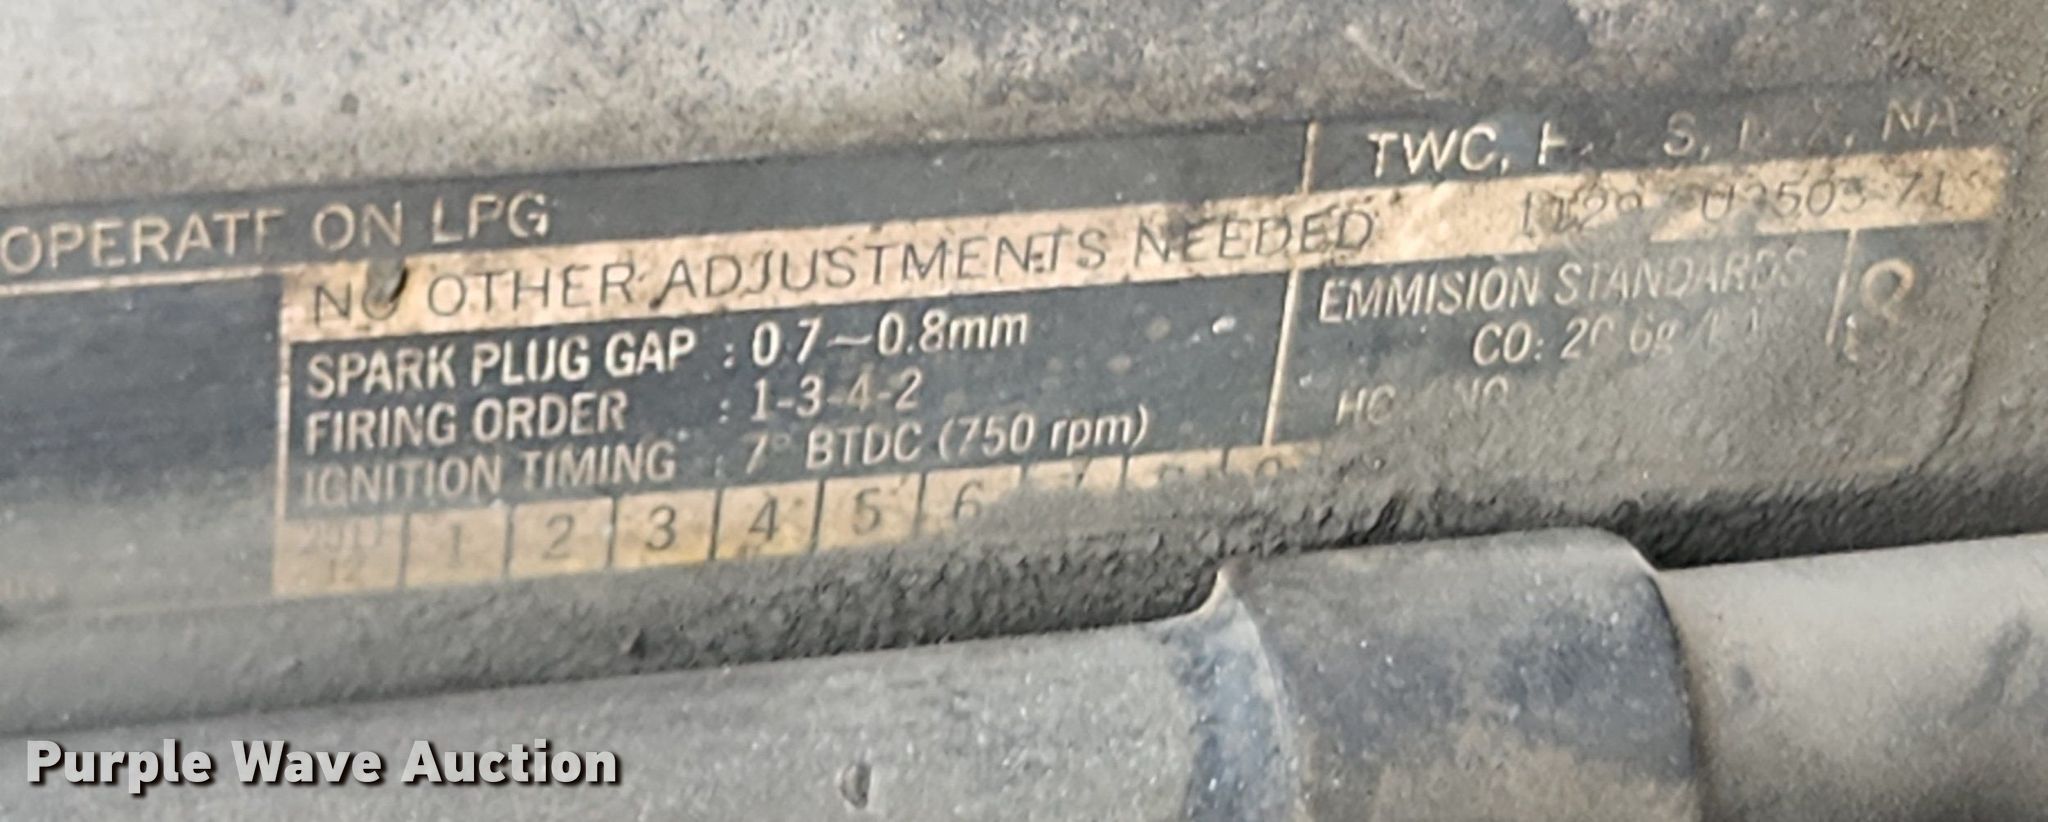 OPERATE ON LPG
TWC, NA
NO OTHER ADJUSTMENTS NEEDED
SPARK PLUG GAP : 0.7~0.8mm
FIRING ORDER : 1-3-4-2
IGNITION TIMING : 7° BTDC (750 rpm)
EMMISION STANDARDS
CO:
1 2 3 4 5 6
Purple Wave Auction